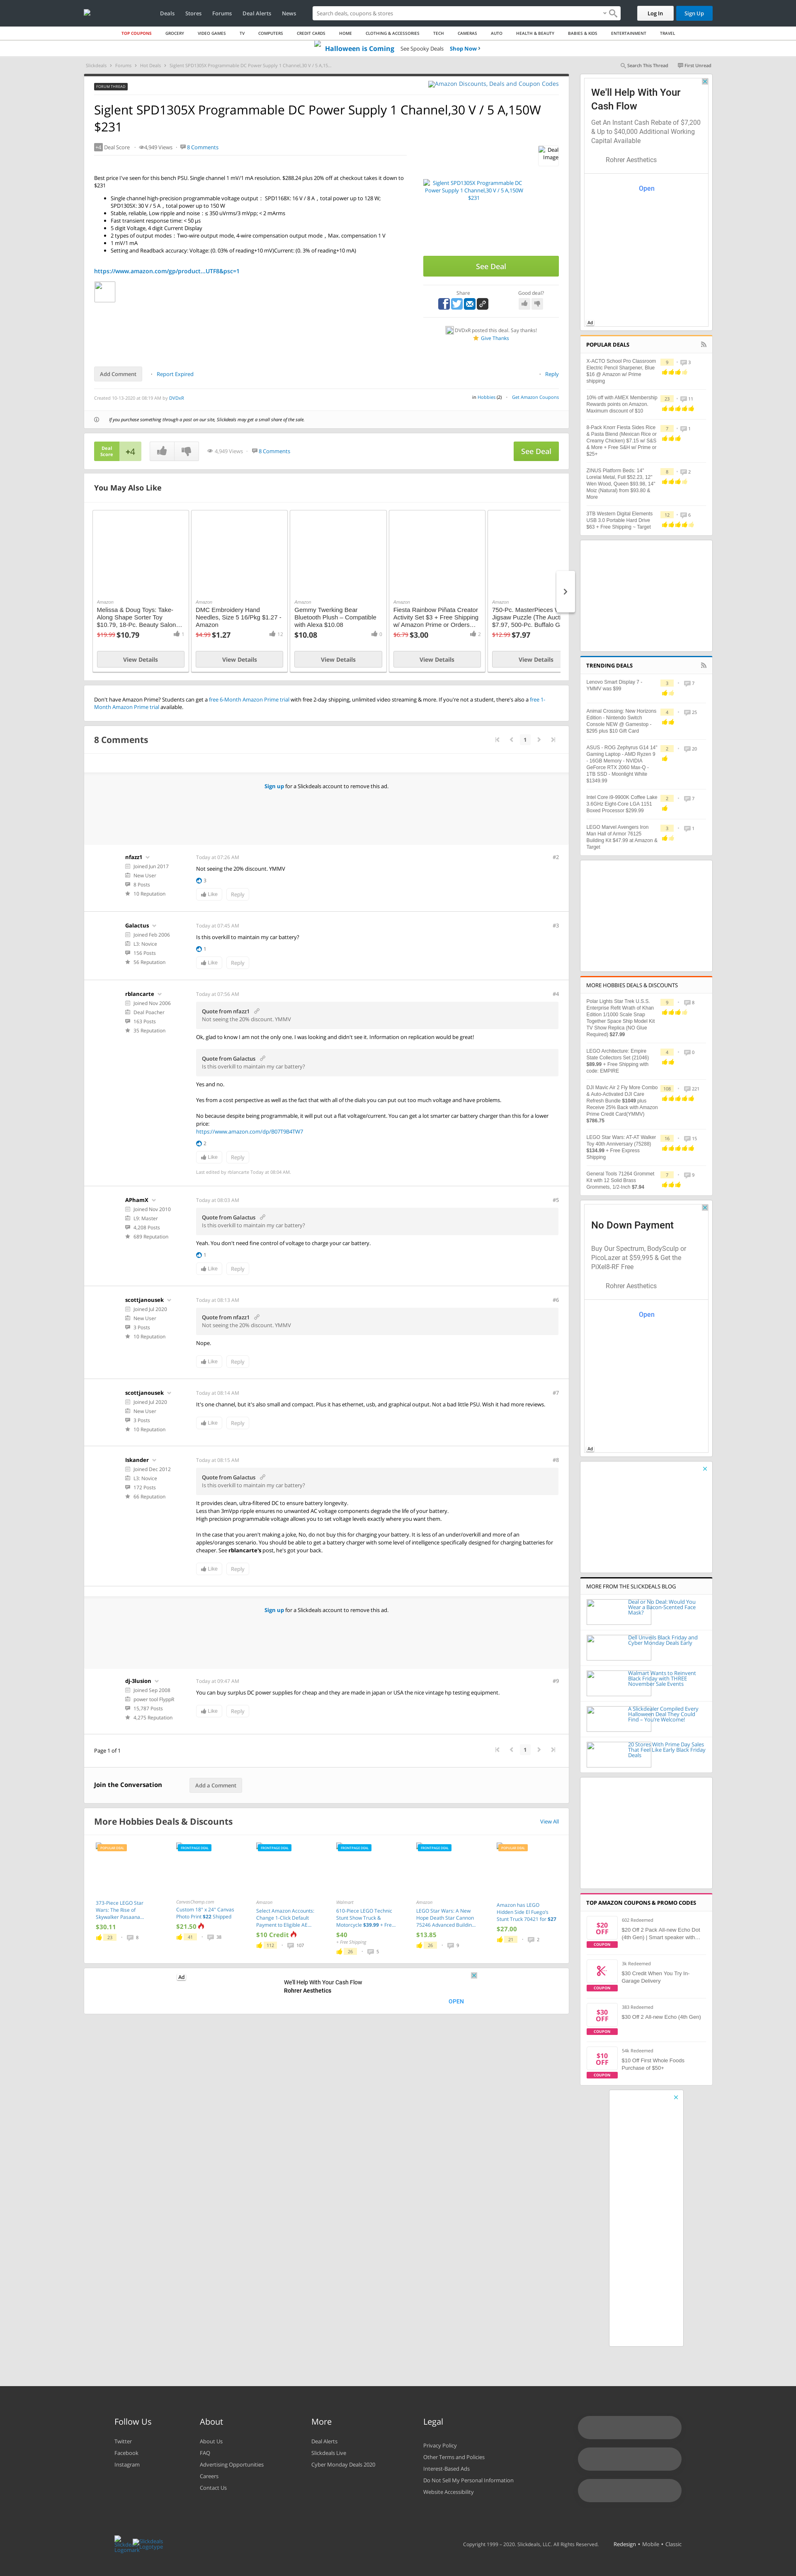 Deals Stores Forums Deal Alerts News
Search deals, coupons & stores
Log In
Sign Up
TOP COUPONS GROCERY VIDEO GAMES TV COMPUTERS CREDIT CARDS HOME CLOTHING & ACCESSORIES TECH CAMERAS AUTO HEALTH & BEAUTY BABIES & KIDS ENTERTAINMENT TRAVEL
Halloween is Coming See Spooky Deals Shop Now ›
Slickdeals › Forums › Hot Deals › Siglent SPD1305X Programmable DC Power Supply 1 Channel,30 V / 5 A,15...
Search This Thread First Unread
FORUM THREAD
Amazon Discounts, Deals and Coupon Codes
Siglent SPD1305X Programmable DC Power Supply 1 Channel,30 V / 5 A,150W
$231
+4 Deal Score 4,949 Views 8 Comments
Deal
Image
Best price I've seen for this bench PSU. Single channel 1 mV/1 mA resolution. $288.24 plus 20% off at checkout takes it down to
$231
Single channel high-precision programmable voltage output： SPD1168X: 16 V / 8 A , total power up to 128 W;
SPD1305X: 30 V / 5 A , total power up to 150 W
Stable, reliable, Low ripple and noise：≤ 350 uVrms/3 mVpp; < 2 mArms
Fast transient response time: < 50 μs
5 digit Voltage, 4 digit Current Display
2 types of output modes：Two-wire output mode, 4-wire compensation output mode，Max. compensation 1 V
1 mV/1 mA
Setting and Readback accuracy: Voltage: (0. 03% of reading+10 mV)Current: (0. 3% of reading+10 mA)
https://www.amazon.com/gp/product...UTF8&psc=1
Siglent SPD1305X Programmable DC
Power Supply 1 Channel,30 V / 5 A,150W
$231
See Deal
Share Good deal?
DVDxR posted this deal. Say thanks!
Give Thanks
Add Comment Report Expired Reply
Created 10-15-2020 at 06:19 AM by DVDxR
in Hobbies (2) Get Amazon Coupons
If you purchase something through a post on our site, Slickdeals may get a small share of the sale.
Deal
Score
+4
4,949 Views 8 Comments
See Deal
You May Also Like
Amazon
Melissa & Doug Toys: Take-
Along Shape Sorter Toy
$10.79, 18-Pc. Beauty Salon...
$19.99 $10.79 1
View Details
Amazon
DMC Embroidery Hand
Needles, Size 5 16/Pkg $1.27 -
Amazon
$4.99 $1.27 12
View Details
Amazon
Gemmy Twerking Bear
Bluetooth Plush – Compatible
with Alexa $10.08
$10.08
View Details
Amazon
Fiesta Rainbow Piñata Creator
Activity Set $3 + Free Shipping
w/ Amazon Prime or Orders...
$6.79 $3.00 2
View Details
Amazon
750-Pc. MasterPieces
Jigsaw Puzzle (The Auct
$7.97, 500-Pc. Buffalo G
$12.99 $7.97
View Details
Don't have Amazon Prime? Students can get a free 6-Month Amazon Prime trial with free 2-day shipping, unlimited video streaming & more. If you're not a student, there's also a free 1-
Month Amazon Prime trial available.
8 Comments
1
Sign up for a Slickdeals account to remove this ad.
nfazz1
Joined Jun 2017
New User
8 Posts
10 Reputation
Today at 07:26 AM #2
Not seeing the 20% discount. YMMV
3
Like Reply
Galactus
Joined Feb 2006
L3: Novice
156 Posts
56 Reputation
Today at 07:45 AM #3
Is this overkill to maintain my car battery?
1
Like Reply
rblancarte
Joined Nov 2006
Deal Poacher
163 Posts
35 Reputation
Today at 07:56 AM #4
Quote from nfazz1
Not seeing the 20% discount. YMMV
Ok, glad to know I am not the only one. I was looking and didn't see it. Information on replication would be great!
Quote from Galactus
Is this overkill to maintain my car battery?
Yes and no.
Yes from a cost perspective as well as the fact that with all of the dials you can put out too much voltage and have problems.
No because despite being programmable, it will put out a flat voltage/current. You can get a lot smarter car battery charger than this for a lower
price:
https://www.amazon.com/dp/B07T9B4TW7
2
Like Reply
Last edited by rblancarte Today at 08:04 AM
APhamX
Joined Nov 2010
L9: Master
4,208 Posts
689 Reputation
Today at 08:03 AM #5
Quote from Galactus
Is this overkill to maintain my car battery?
Yeah. You don't need fine control of voltage to charge your car battery.
1
Like Reply
scottjanousek
Joined Jul 2020
New User
3 Posts
10 Reputation
Today at 08:13 AM #6
Quote from nfazz1
Not seeing the 20% discount. YMMV
Nope.
Like Reply
scottjanousek
Joined Jul 2020
New User
3 Posts
10 Reputation
Today at 08:14 AM #7
It's one channel, but it's also small and compact. Plus it has ethernet, usb, and graphical output. Not a bad little PSU. Wish it had more reviews.
Like Reply
Iskander
Joined Dec 2012
L3: Novice
172 Posts
66 Reputation
Today at 08:15 AM #8
Quote from Galactus
Is this overkill to maintain my car battery?
It provides clean, ultra-filtered DC to ensure battery longevity.
Less than 3mVpp ripple ensures no unwanted AC voltage components degrade the life of your battery.
High precision programmable voltage allows you to set voltage levels exactly where you want them.
In the case that you aren't making a joke, No, do not buy this for charging your battery. It is less of an under/overkill and more of an
apples/oranges scenario. You should be able to get a battery charger with some level of intelligence specifically designed for charging batteries for
cheaper. See rblancarte's post, he's got your back.
Like Reply
Sign up for a Slickdeals account to remove this ad.
dj-3lusion
Joined Sep 2008
power tool FlyppR
15,787 Posts
4,275 Reputation
Today at 09:47 AM #9
You can buy surplus DC power supplies for cheap and they are made in japan or USA the nice vintage hp testing equipment.
Like Reply
Page 1 of 1
1
Join the Conversation Add a Comment
More Hobbies Deals & Discounts View All
POPULAR DEAL
373-Piece LEGO Star
Wars: The Rise of
Skywalker Pasaana...
$30.11
23 8
FRONTPAGE DEAL
CanvasChamp.com
Custom 18" x 24" Canvas
Photo Print $22 Shipped
$21.50
41 38
FRONTPAGE DEAL
Amazon
Select Amazon Accounts:
Change 1-Click Default
Payment to Eligible AE...
$10 Credit
113 107
FRONTPAGE DEAL
Walmart
610-Piece LEGO Technic
Stunt Show Truck &
Motorcycle $39.99 + Fre...
$40
+ Free Shipping
26 5
FRONTPAGE DEAL
Amazon
LEGO Star Wars: A New
Hope Death Star Cannon
75246 Advanced Buildin...
$13.85
26 9
POPULAR DEAL
Amazon has LEGO
Hidden Side El Fuego's
Stunt Truck 70421 for $27
$27.00
21 2
Ad
We'll Help With Your Cash Flow
Rohrer Aesthetics
OPEN
We'll Help With Your
Cash Flow
Get An Instant Cash Rebate of $7,200
& Up to $40,000 Additional Working
Capital Available
Rohrer Aesthetics
Open
Ad
POPULAR DEALS
X-ACTO School Pro Classroom
Electric Pencil Sharpener, Blue
$16 @ Amazon w/ Prime
shipping
9 3
10% off with AMEX Membership
Rewards points on Amazon.
Maximum discount of $10
23 11
8-Pack Knorr Fiesta Sides Rice
& Pasta Blend (Mexican Rice or
Creamy Chicken) $7.15 w/ S&S
& More + Free S&H w/ Prime or
$25+
7 1
ZINUS Platform Beds: 14"
Lorelai Metal, Full $52.23, 12"
Wen Wood, Queen $93.98, 14"
Moiz (Natural) from $93.80 &
More
8 2
3TB Western Digital Elements
USB 3.0 Portable Hard Drive
$63 + Free Shipping ~ Target
12 6
TRENDING DEALS
Lenovo Smart Display 7 -
YMMV was $99
3 7
Animal Crossing: New Horizons
Edition - Nintendo Switch
Console NEW @ Gamestop -
$295 plus $10 Gift Card
4 25
ASUS - ROG Zephyrus G14 14"
Gaming Laptop - AMD Ryzen 9
- 16GB Memory - NVIDIA
GeForce RTX 2060 Max-Q -
1TB SSD - Moonlight White
$1349.99
2 20
Intel Core i9-9900K Coffee Lake
3.6GHz Eight-Core LGA 1151
Boxed Processor $299.99
2 7
LEGO Marvel Avengers Iron
Man Hall of Armor 76125
Building Kit $47.99 at Amazon &
Target
3 1
MORE HOBBIES DEALS & DISCOUNTS
Polar Lights Star Trek U.S.S.
Enterprise Refit Wrath of Khan
Edition 1/1000 Scale Snap
Together Space Ship Model Kit
TV Show Replica (NO Glue
Required) $27.99
9 8
LEGO Architecture: Empire
State Collectors Set (21046)
$89.99 + Free Shipping with
code: EMPIRE
4 6
DJI Mavic Air 2 Fly More Combo
& Auto-Activated DJI Care
Refresh Bundle $1049 plus
Receive 25% Back with Amazon
Prime Credit Card(YMMV)
$786.75
108 221
LEGO Star Wars: AT-AT Walker
Toy 40th Anniversary (75288)
$134.99 + Free Express
Shipping
16 15
General Tools 71264 Grommet
Kit with 12 Solid Brass
Grommets, 1/2-Inch $7.94
7 9
No Down Payment
Buy Our Spectrum, BodySculp or
PicoLazer at $59,995 & Get the
PiXel8-RF Free
Rohrer Aesthetics
Open
Ad
MORE FROM THE SLICKDEALS BLOG
Deal or No Deal: Would You
Wear a Bacon-Scented Face
Mask?
Dell Unveils Black Friday and
Cyber Monday Deals Early
Walmart Wants to Reinvent
Black Friday with THREE
November Sale Events
A Slickdealer Compiled Every
Halloween Deal They Could
Find – You're Welcome!
20 Stores With Prime Day Sales
That Feel Like Early Black Friday
Deals
TOP AMAZON COUPONS & PROMO CODES
$20
OFF
COUPON
602 Redeemed
$20 Off 2 Pack All-new Echo Dot
(4th Gen) | Smart speaker with...
COUPON
3k Redeemed
$30 Credit When You Try In-
Garage Delivery
$30
OFF
COUPON
383 Redeemed
$30 Off 2 All-new Echo (4th Gen)
$10
OFF
COUPON
54k Redeemed
$10 Off First Whole Foods
Purchase of $50+
Follow Us
Twitter
Facebook
Instagram
About
About Us
FAQ
Advertising Opportunities
Careers
Contact Us
More
Deal Alerts
Slickdeals Live
Cyber Monday Deals 2020
Legal
Privacy Policy
Other Terms and Policies
Interest-Based Ads
Do Not Sell My Personal Information
Website Accessibility
Slickdeals
Logomark
Slickdeals
Logotype
Copyright 1999 – 2020. Slickdeals, LLC. All Rights Reserved. Redesign • Mobile • Classic